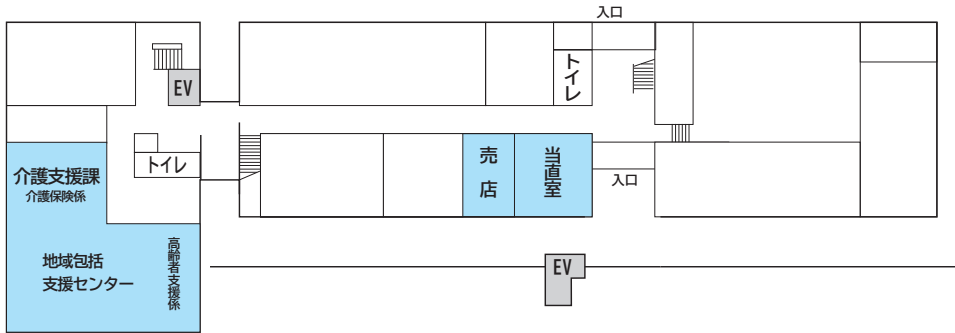 入口
EV
トイレ
トイレ
売店
当直室
入口
介護支援課
介護保険係
地域包括
支援センター
高齢者支援係
EV